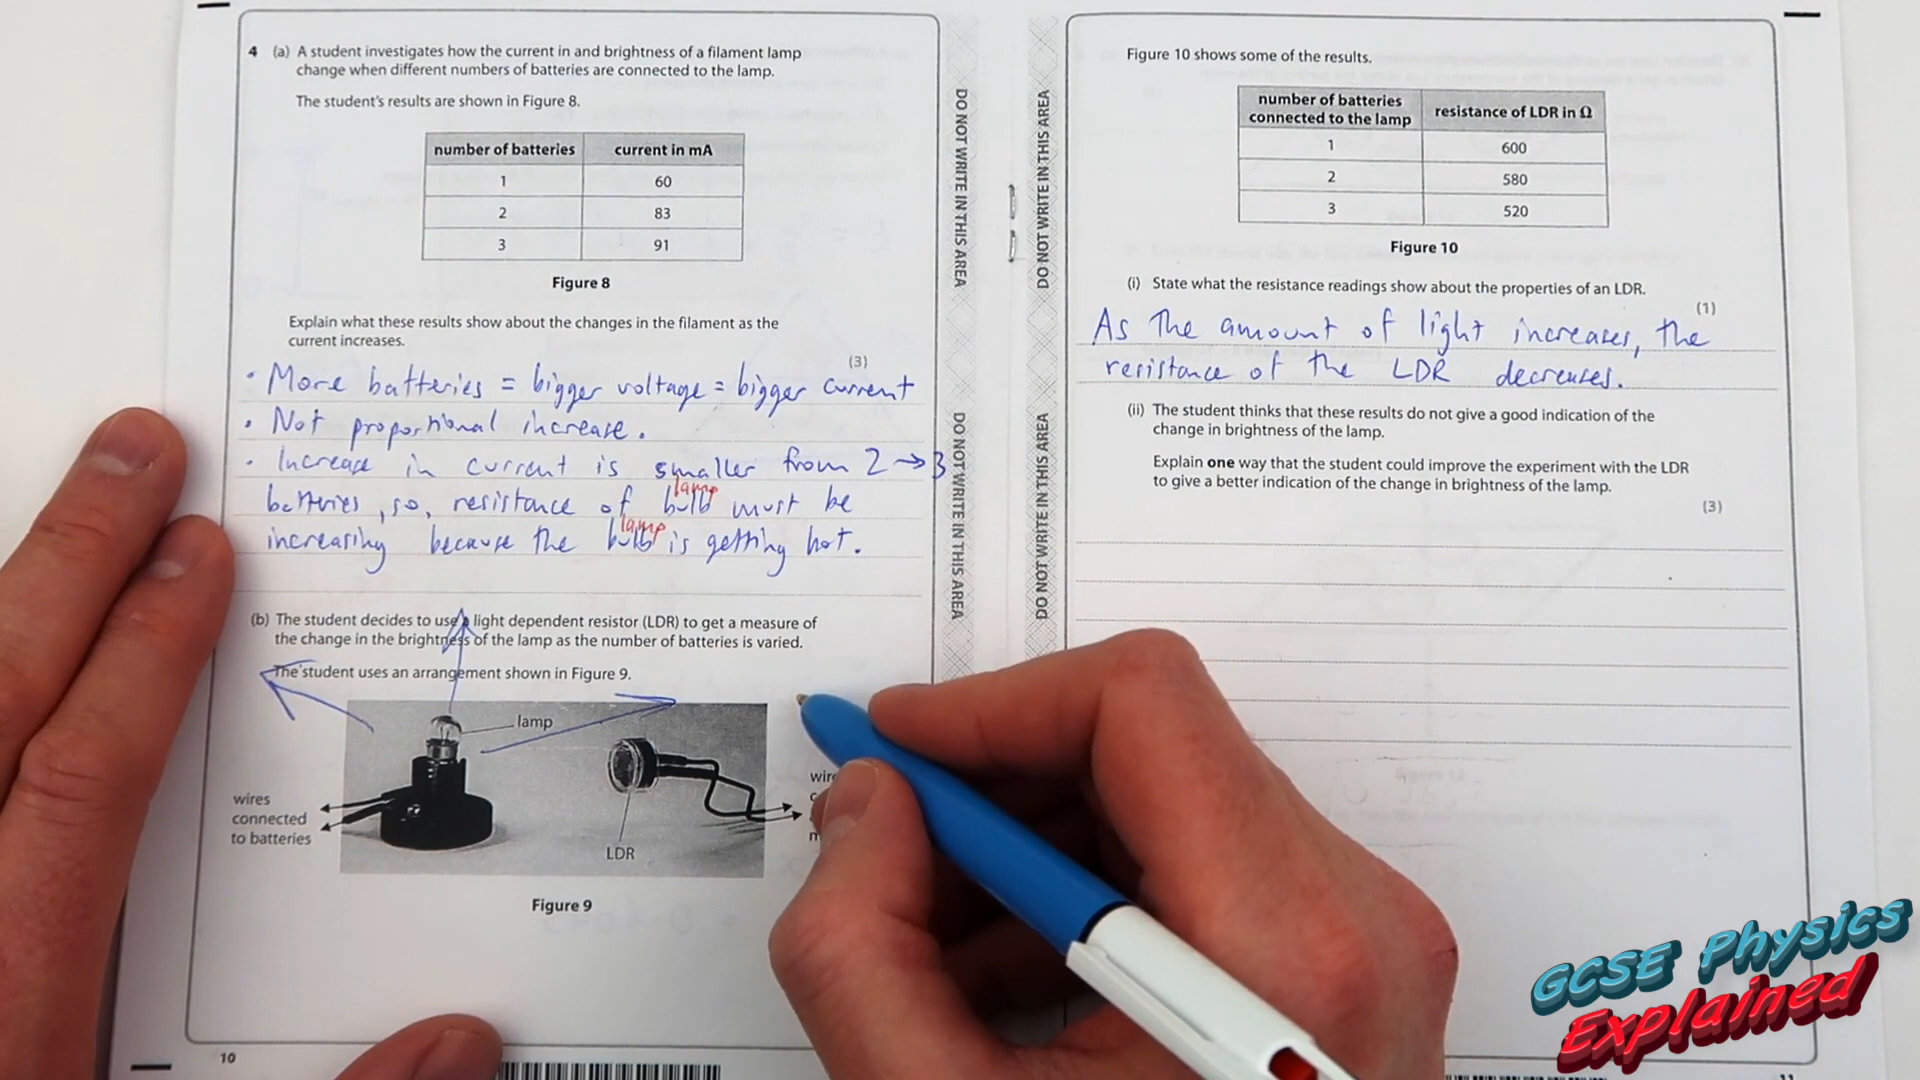 4 (a) A student investigates how the current in and brightness of a filament lamp
change when different numbers of batteries are connected to the lamp.
The student's results are shown in Figure 8.
number of batteries current in mA
1 60
2 83
3 91
Figure 8
Explain what these results show about the changes in the filament as the
current increases.
(3)
• More batteries = bigger voltage = bigger current
• Not proportional increase.
• Increase in current is smaller from 2 → 3
lamp
batteries, so, resistance of bulb must be
lamp
increasing because the bulb is getting hot.
(b) The student decides to use a light dependent resistor (LDR) to get a measure of
the change in the brightness of the lamp as the number of batteries is varied.
The student uses an arrangement shown in Figure 9.
lamp
wires
connected
to batteries
LDR
Figure 9
10
DO NOT WRITE IN THIS AREA
DO NOT WRITE IN THIS AREA
DO NOT WRITE IN THIS AREA
DO NOT WRITE IN THIS AREA
Figure 10 shows some of the results.
number of batteries
connected to the lamp resistance of LDR in Ω
1 600
2 580
3 520
Figure 10
(i) State what the resistance readings show about the properties of an LDR.
(1)
As the amount of light increases, the
resistance of the LDR decreases.
(ii) The student thinks that these results do not give a good indication of the
change in brightness of the lamp.
Explain one way that the student could improve the experiment with the LDR
to give a better indication of the change in brightness of the lamp.
(3)
GCSE Physics
Explained